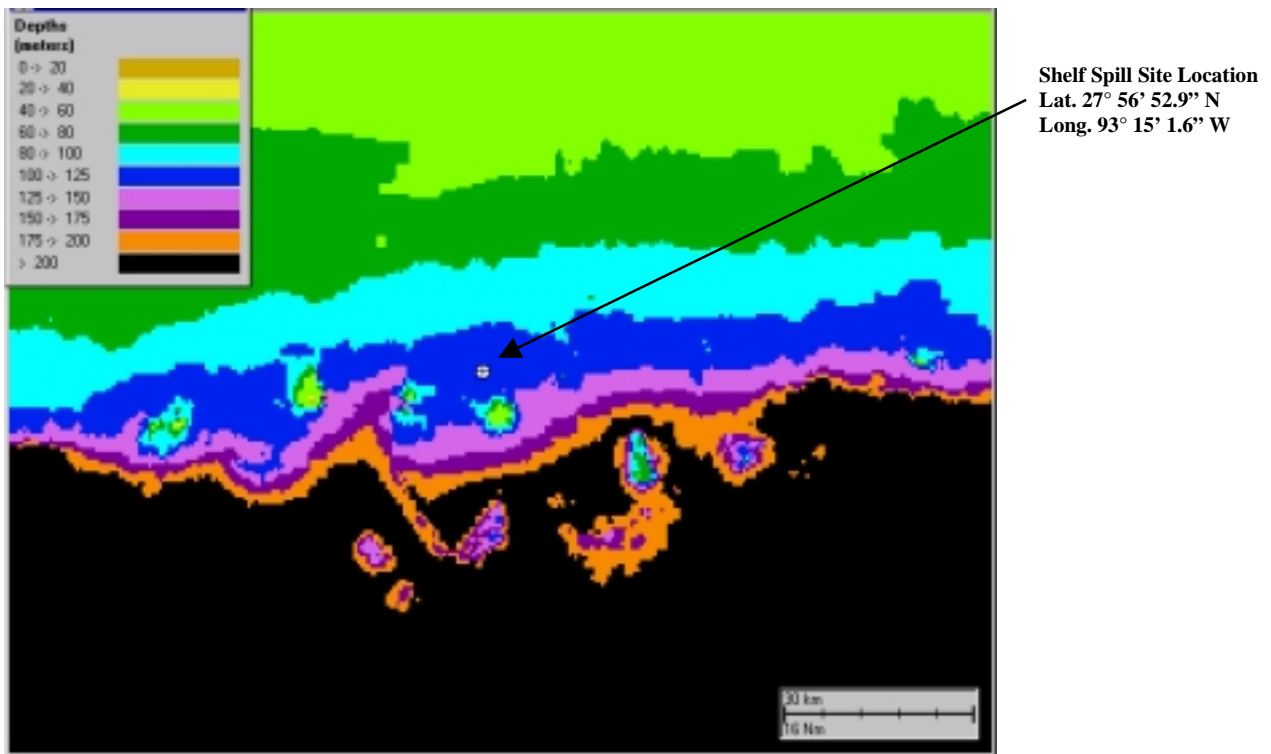 Depths
(meters)
0 -> 20
20 -> 40
40 -> 60
60 -> 80
80 -> 100
100 -> 125
125 -> 150
150 -> 175
175 -> 200
> 200
Shelf Spill Site Location
Lat. 27° 56’ 52.9” N
Long. 93° 15’ 1.6” W
30 km
16 Nm